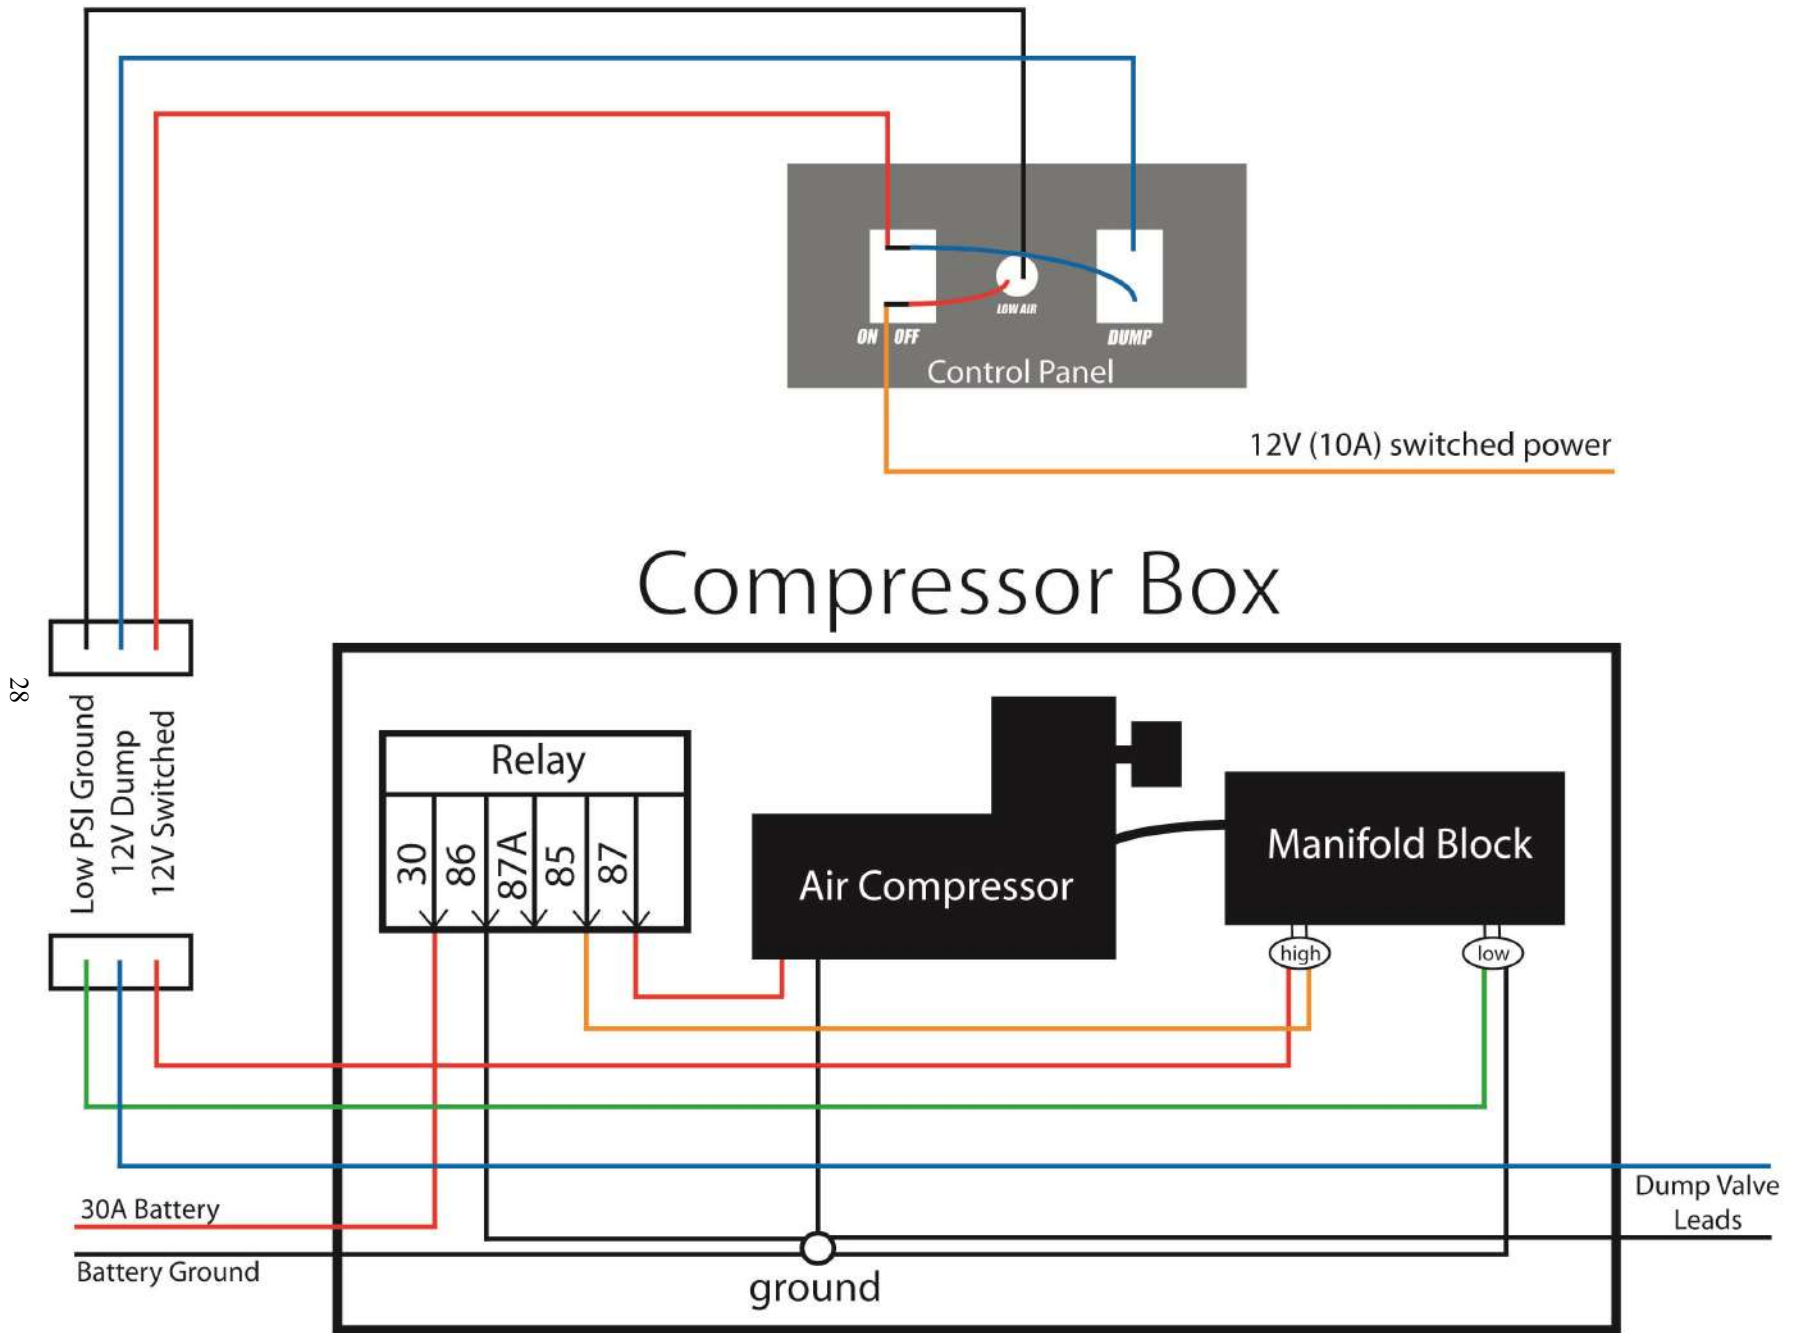 LOW AIR
ON OFF
DUMP
Control Panel
12V (10A) switched power
Compressor Box
28
Low PSI Ground
12V Dump
12V Switched
Relay
30
86
87A
85
87
Air Compressor
Manifold Block
high
low
Dump Valve
Leads
30A Battery
Battery Ground
ground